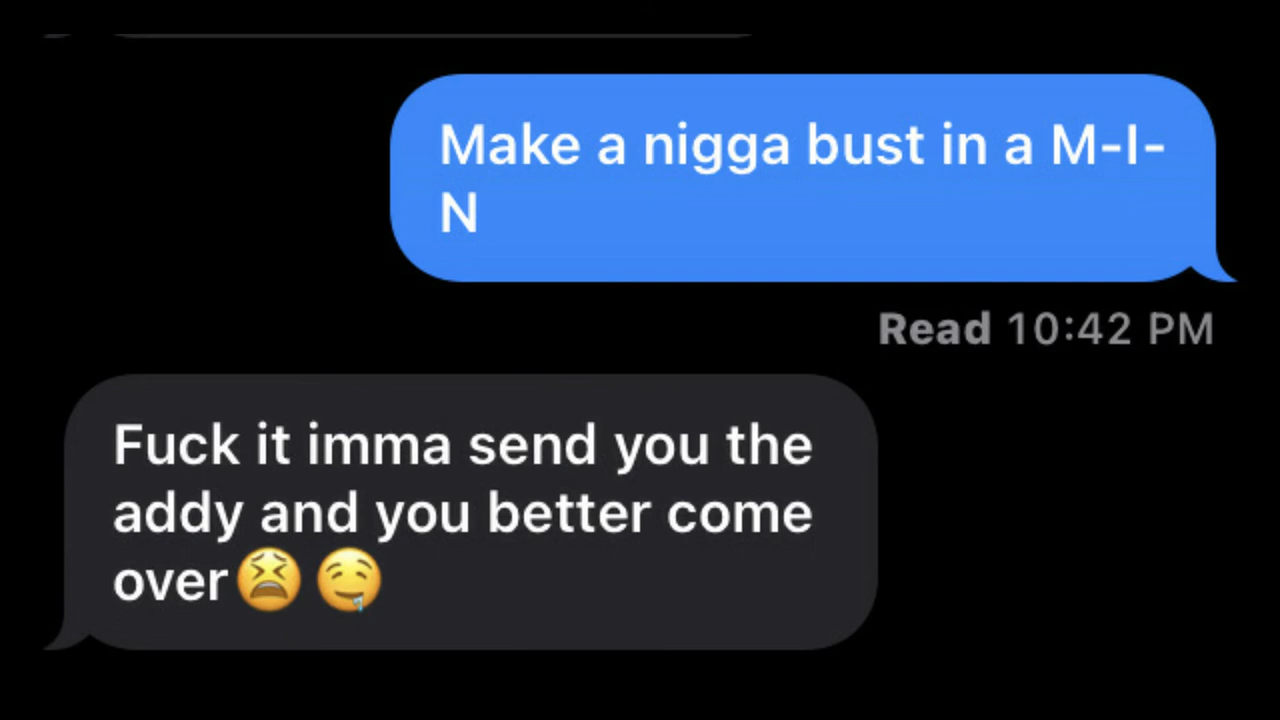 Make a nigga bust in a M-I-
N
Read 10:42 PM
Fuck it imma send you the
addy and you better come
over😫🤤